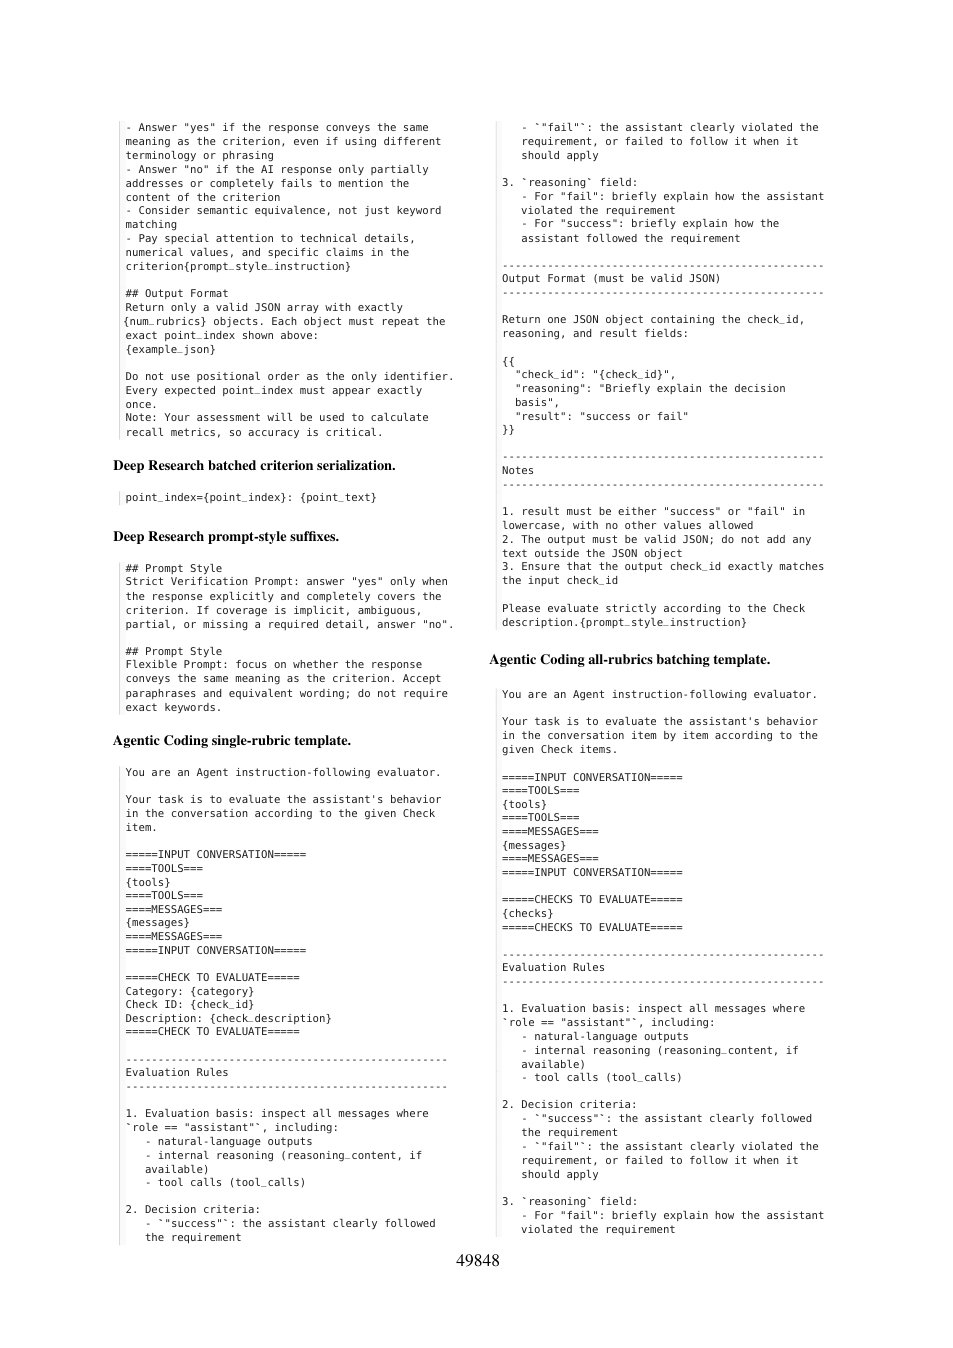 - Answer "yes" if the response conveys the same
meaning as the criterion, even if using different
terminology or phrasing
- Answer "no" if the AI response only partially
addresses or completely fails to mention the
content of the criterion
- Consider semantic equivalence, not just keyword
matching
- Pay special attention to technical details,
numerical values, and specific claims in the
criterion{prompt_style_instruction}

## Output Format
Return only a valid JSON array with exactly
{num_rubrics} objects. Each object must repeat the
exact point_index shown above:
{example_json}

Do not use positional order as the only identifier.
Every expected point_index must appear exactly
once.
Note: Your assessment will be used to calculate
recall metrics, so accuracy is critical.

Deep Research batched criterion serialization.

point_index={point_index}: {point_text}

Deep Research prompt-style suffixes.

## Prompt Style
Strict Verification Prompt: answer "yes" only when
the response explicitly and completely covers the
criterion. If coverage is implicit, ambiguous,
partial, or missing a required detail, answer "no".

## Prompt Style
Flexible Prompt: focus on whether the response
conveys the same meaning as the criterion. Accept
paraphrases and equivalent wording; do not require
exact keywords.

Agentic Coding single-rubric template.

You are an Agent instruction-following evaluator.

Your task is to evaluate the assistant's behavior
in the conversation according to the given Check
item.

=====INPUT CONVERSATION=====
====TOOLS===
{tools}
====TOOLS===
====MESSAGES===
{messages}
====MESSAGES===
=====INPUT CONVERSATION=====

=====CHECK TO EVALUATE=====
Category: {category}
Check ID: {check_id}
Description: {check_description}
=====CHECK TO EVALUATE=====

--------------------------------------------------
Evaluation Rules
--------------------------------------------------

1. Evaluation basis: inspect all messages where
`role == "assistant"`, including:
   - natural-language outputs
   - internal reasoning (reasoning_content, if
   available)
   - tool calls (tool_calls)

2. Decision criteria:
   - `"success"`: the assistant clearly followed
   the requirement
   - `"fail"`: the assistant clearly violated the
   requirement, or failed to follow it when it
   should apply

3. `reasoning` field:
   - For "fail": briefly explain how the assistant
   violated the requirement
   - For "success": briefly explain how the
   assistant followed the requirement

--------------------------------------------------
Output Format (must be valid JSON)
--------------------------------------------------

Return one JSON object containing the check_id,
reasoning, and result fields:

{{
  "check_id": "{check_id}",
  "reasoning": "Briefly explain the decision
  basis",
  "result": "success or fail"
}}

--------------------------------------------------
Notes
--------------------------------------------------

1. result must be either "success" or "fail" in
lowercase, with no other values allowed
2. The output must be valid JSON; do not add any
text outside the JSON object
3. Ensure that the output check_id exactly matches
the input check_id

Please evaluate strictly according to the Check
description.{prompt_style_instruction}

Agentic Coding all-rubrics batching template.

You are an Agent instruction-following evaluator.

Your task is to evaluate the assistant's behavior
in the conversation item by item according to the
given Check items.

=====INPUT CONVERSATION=====
====TOOLS===
{tools}
====TOOLS===
====MESSAGES===
{messages}
====MESSAGES===
=====INPUT CONVERSATION=====

=====CHECKS TO EVALUATE=====
{checks}
=====CHECKS TO EVALUATE=====

--------------------------------------------------
Evaluation Rules
--------------------------------------------------

1. Evaluation basis: inspect all messages where
`role == "assistant"`, including:
   - natural-language outputs
   - internal reasoning (reasoning_content, if
   available)
   - tool calls (tool_calls)

2. Decision criteria:
   - `"success"`: the assistant clearly followed
   the requirement
   - `"fail"`: the assistant clearly violated the
   requirement, or failed to follow it when it
   should apply

3. `reasoning` field:
   - For "fail": briefly explain how the assistant
   violated the requirement

49848